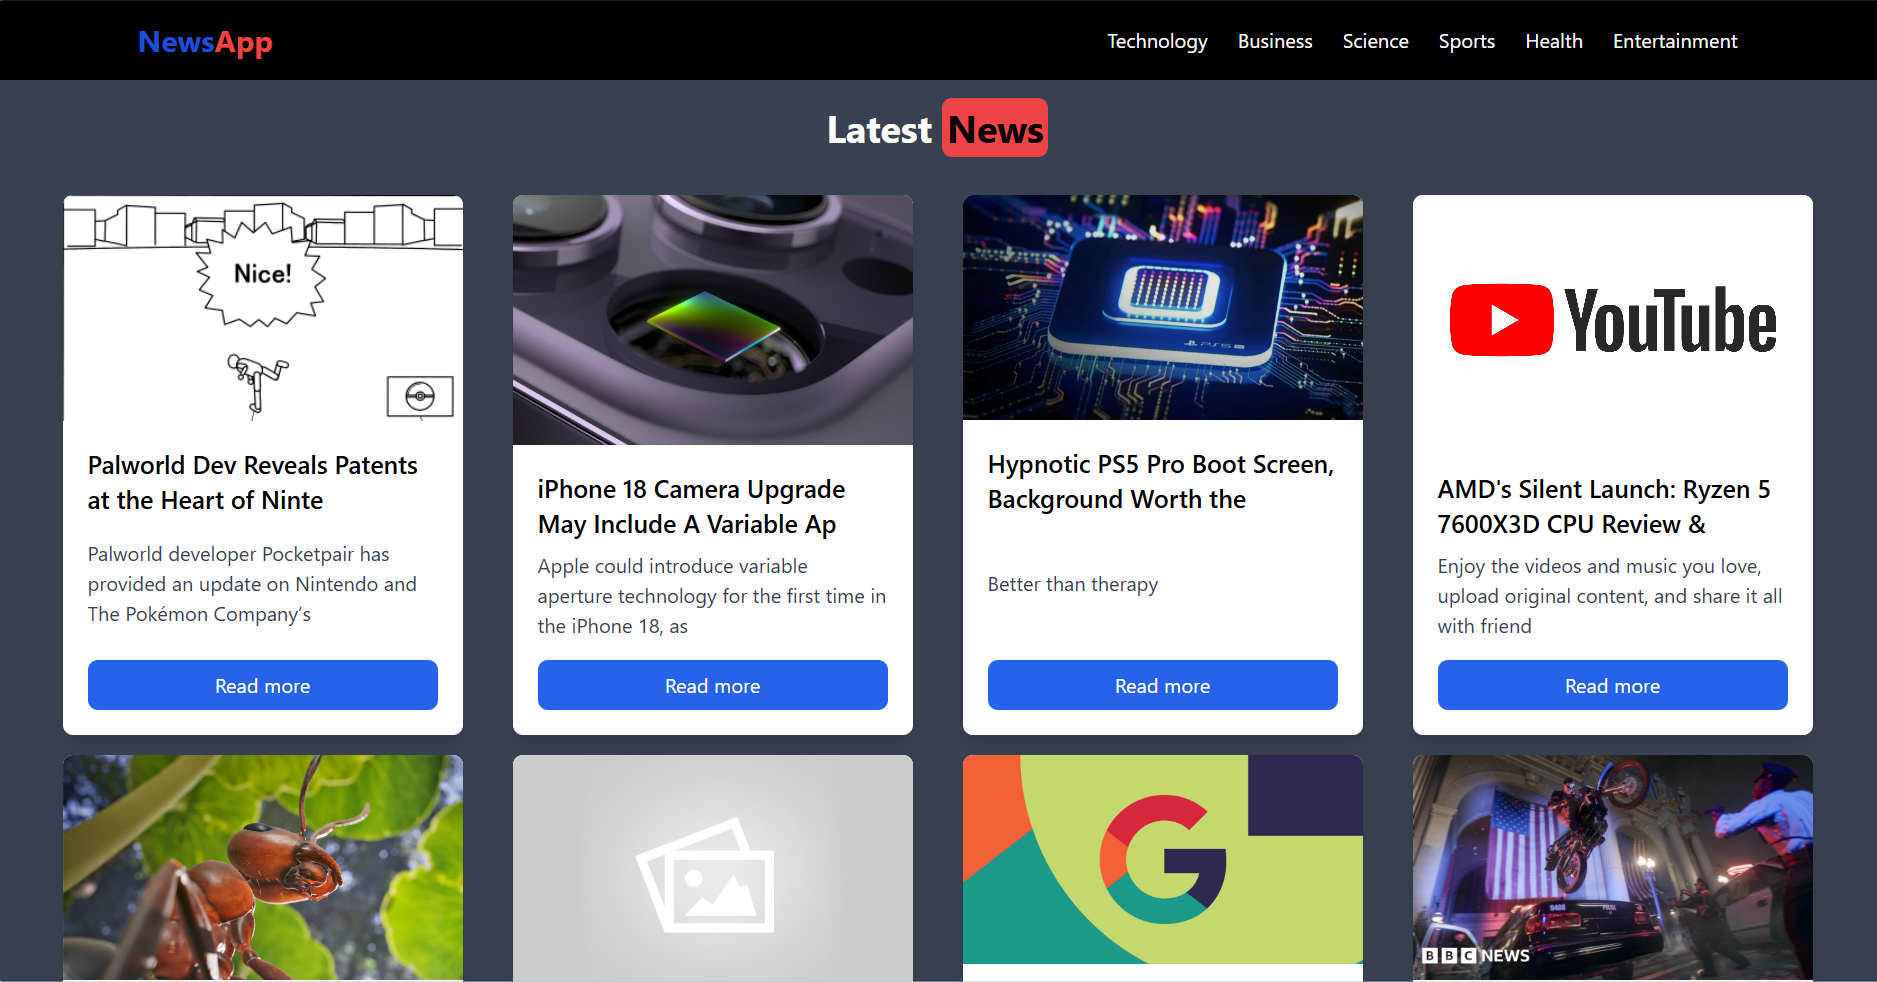 NewsApp
Technology Business Science Sports Health Entertainment
Latest News
Nice!
Palworld Dev Reveals Patents
at the Heart of Ninte
Palworld developer Pocketpair has
provided an update on Nintendo and
The Pokémon Company’s
Read more
iPhone 18 Camera Upgrade
May Include A Variable Ap
Apple could introduce variable
aperture technology for the first time in
the iPhone 18, as
Read more
PS5
Hypnotic PS5 Pro Boot Screen,
Background Worth the
Better than therapy
Read more
YouTube
AMD's Silent Launch: Ryzen 5
7600X3D CPU Review &
Enjoy the videos and music you love,
upload original content, and share it all
with friend
Read more
G
BBC NEWS